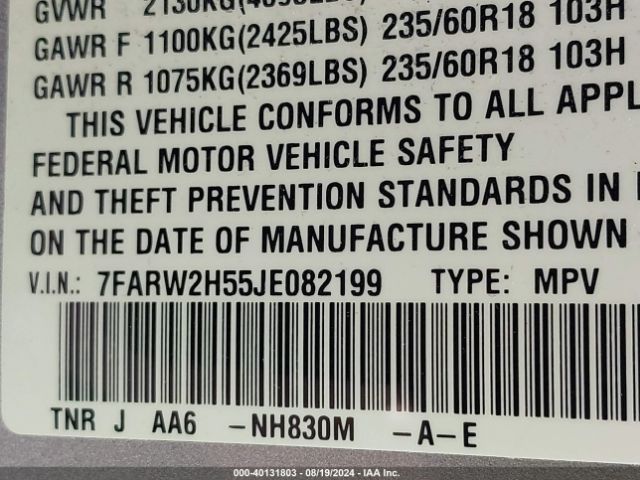 GVWR 2130KG(4695LBS)
GAWR F 1100KG(2425LBS) 235/60R18 103H
GAWR R 1075KG(2369LBS) 235/60R18 103H
THIS VEHICLE CONFORMS TO ALL APPL
FEDERAL MOTOR VEHICLE SAFETY
AND THEFT PREVENTION STANDARDS IN
ON THE DATE OF MANUFACTURE SHOWN
V.I.N.: 7FARW2H55JE082199 TYPE: MPV
TNR J AA6 -NH830M -A-E
000-40131803 - 08/19/2024 - IAA Inc.